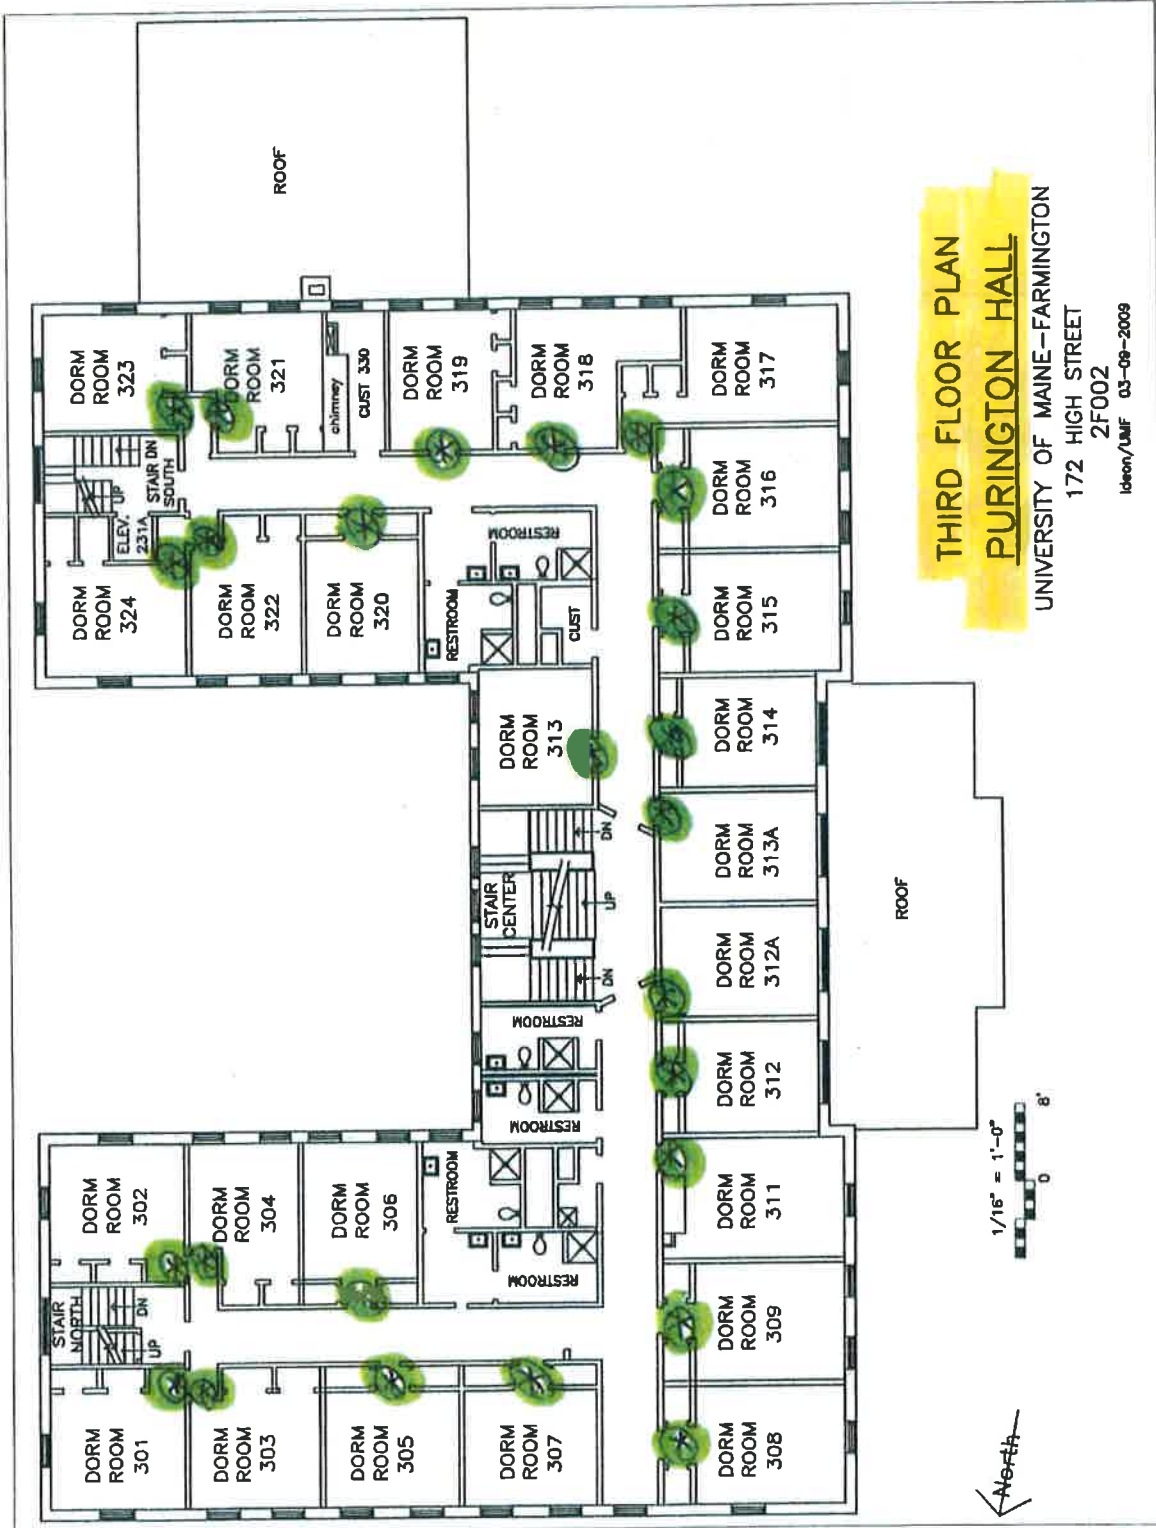 DORM
ROOM
301
STAIR
NORTH
UP
DN
DORM
ROOM
302
DORM
ROOM
303
DORM
ROOM
304
DORM
ROOM
305
DORM
ROOM
306
DORM
ROOM
307
RESTROOM
RESTROOM
DORM
ROOM
308
DORM
ROOM
309
DORM
ROOM
311
RESTROOM
RESTROOM
DORM
ROOM
312
STAIR
CENTER
DN
UP
DN
DORM
ROOM
312A
DORM
ROOM
313A
DORM
ROOM
313
DORM
ROOM
314
CUST
RESTROOM
RESTROOM
DORM
ROOM
315
DORM
ROOM
316
DORM
ROOM
317
DORM
ROOM
318
DORM
ROOM
319
DORM
ROOM
320
chimney
CUST 330
DORM
ROOM
321
DORM
ROOM
322
DORM
ROOM
323
DORM
ROOM
324
ELEV.
231A
UP
STAIR DN
SOUTH
ROOF
ROOF
North
1/16" = 1'-0"
0 8'
THIRD FLOOR PLAN
PURINGTON HALL
UNIVERSITY OF MAINE-FARMINGTON
172 HIGH STREET
2F002
Ideon/UMF 03-09-2009